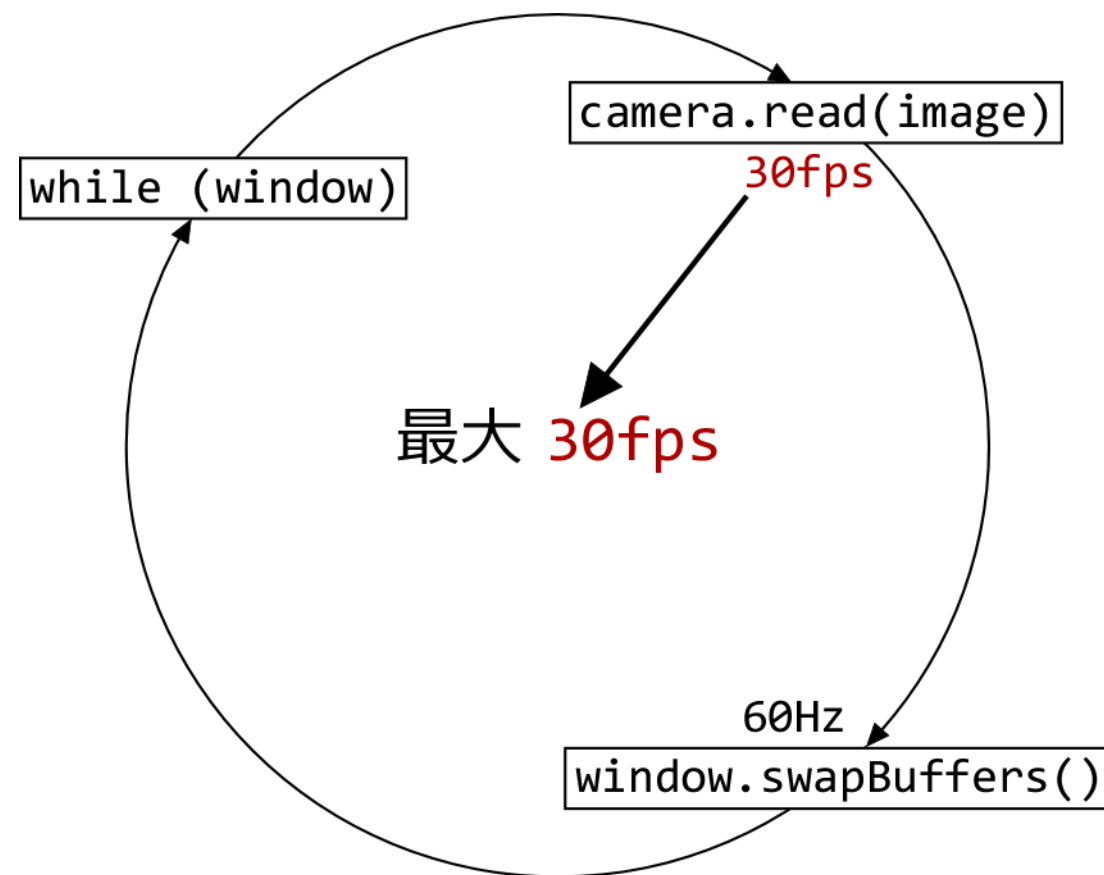 camera.read(image)
30fps
while (window)
最大 30fps
60Hz
window.swapBuffers()